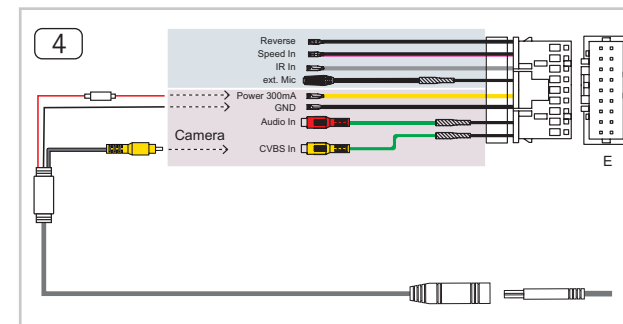 4
Reverse
Speed In
IR In
ext. Mic
Power 300mA
GND
Audio In
Camera
CVBS In
E